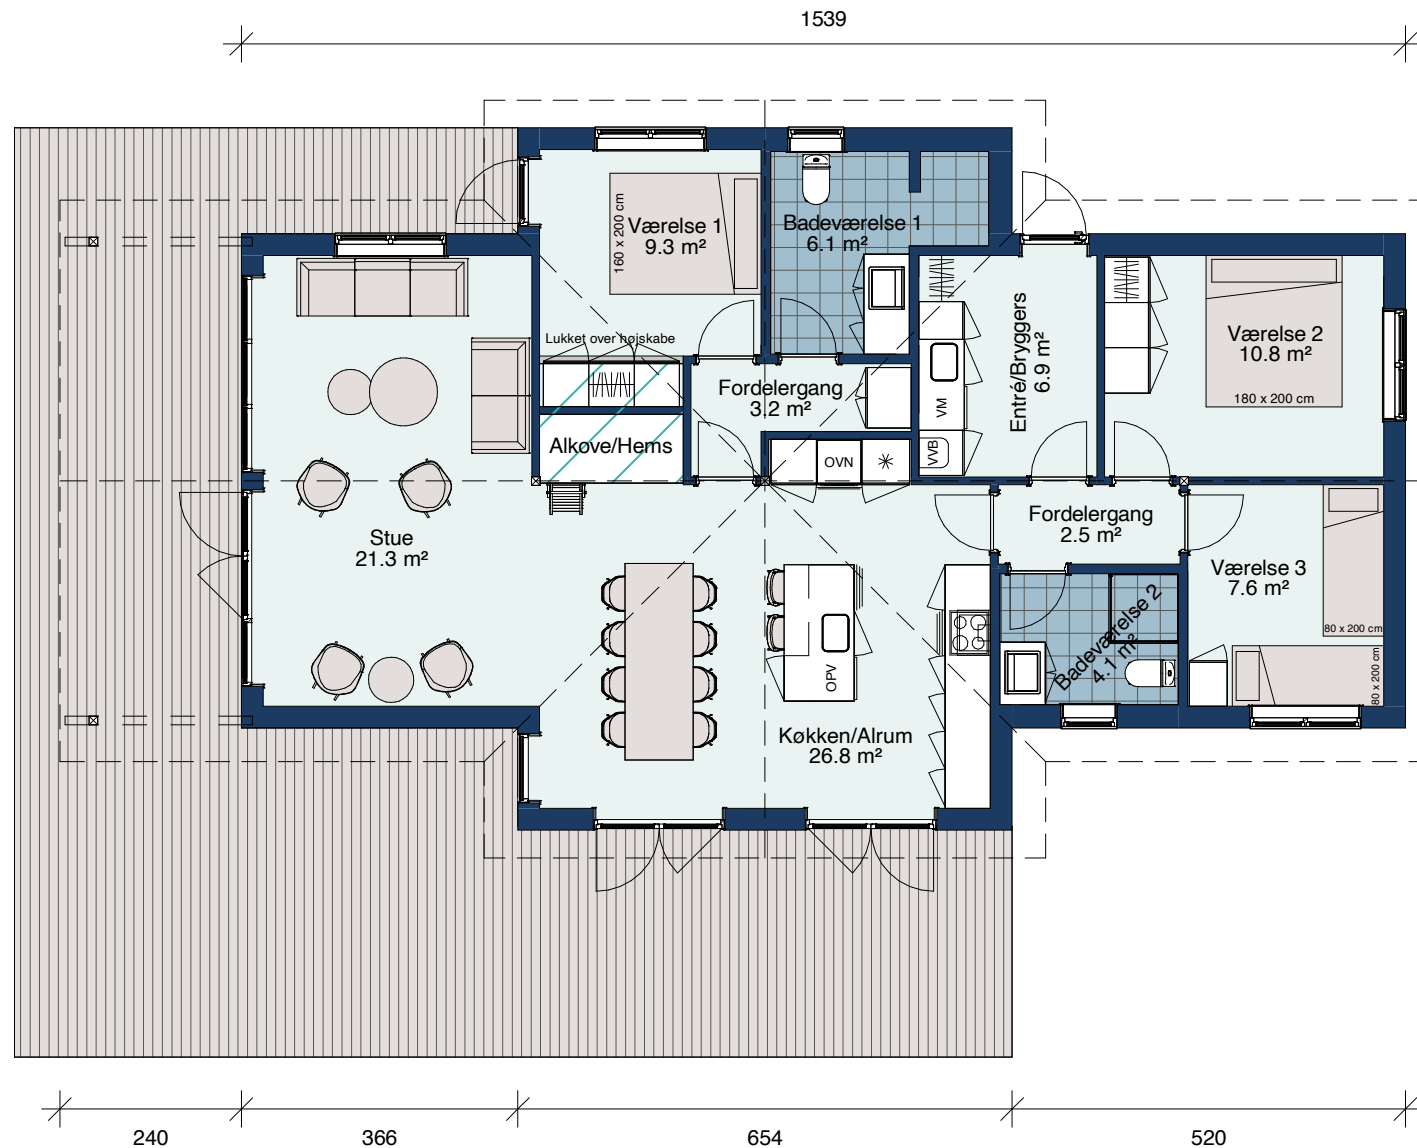 1539
160 x 200 cm
Værelse 1
9.3 m²
Badeværelse 1
6.1 m²
Lukket over højskabe
Fordelergang
3.2 m²
Alkove/Hems
OVN
VM
VVB
Entré/Bryggers
6.9 m²
Værelse 2
10.8 m²
180 x 200 cm
Stue
21.3 m²
Fordelergang
2.5 m²
Værelse 3
7.6 m²
80 x 200 cm
80 x 200 cm
Badeværelse 2
4.1 m²
OPV
Køkken/Alrum
26.8 m²
240
366
654
520